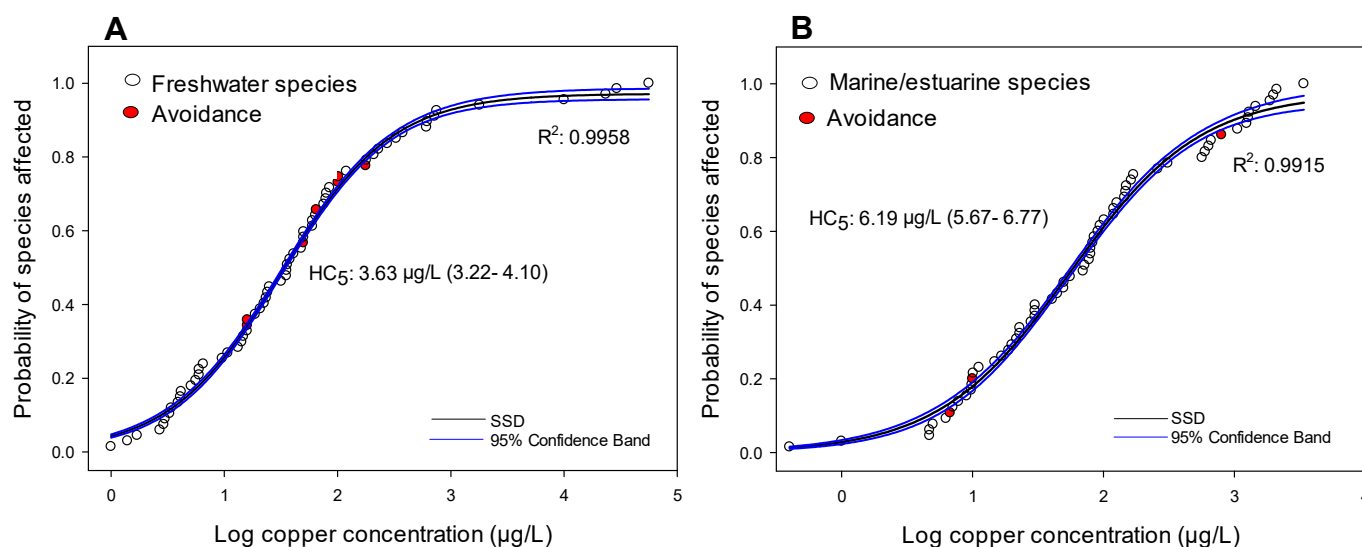 A
Freshwater species
Avoidance
R2: 0.9958
HC5: 3.63 µg/L (3.22- 4.10)
SSD
95% Confidence Band
Probability of species affected
1.0
0.8
0.6
0.4
0.2
0.0
0 1 2 3 4 5
Log copper concentration (µg/L)
B
Marine/estuarine species
Avoidance
R2: 0.9915
HC5: 6.19 µg/L (5.67- 6.77)
SSD
95% Confidence Band
Probability of species affected
1.0
0.8
0.6
0.4
0.2
0.0
0 1 2 3 4
Log copper concentration (µg/L)